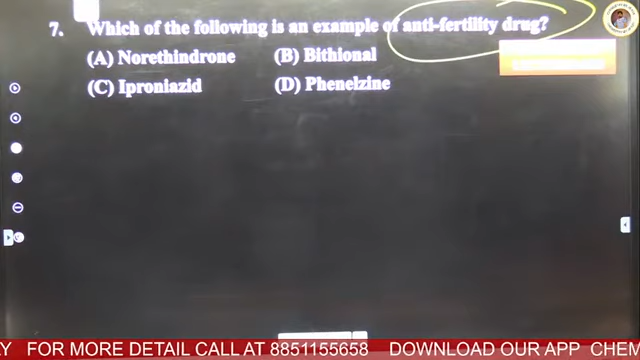 7. Which of the following is an example of anti-fertility drug?
(A) Norethindrone (B) Bithional
(C) Iproniazid (D) Phenelzine
Y FOR MORE DETAIL CALL AT 8851155658 DOWNLOAD OUR APP CHEM